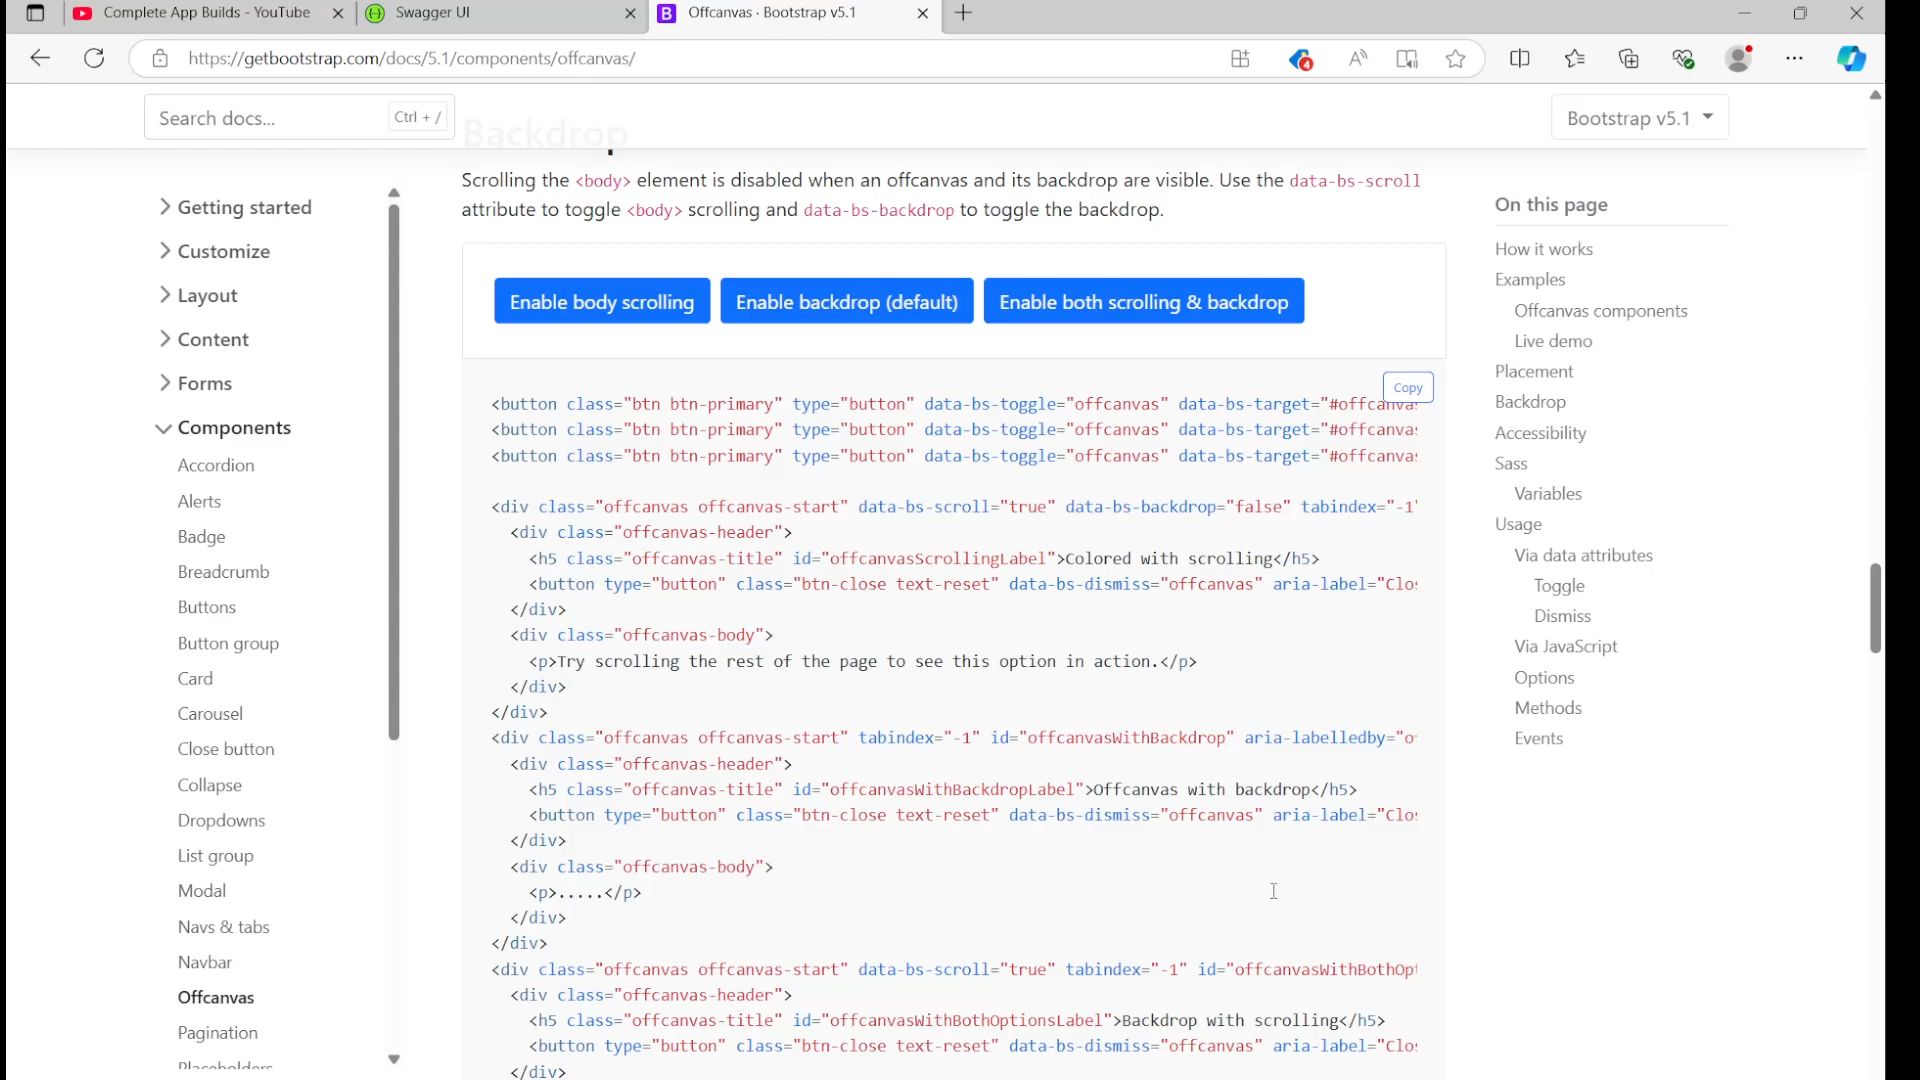 Complete App Builds - YouTube
Swagger UI
Offcanvas · Bootstrap v5.1
https://getbootstrap.com/docs/5.1/components/offcanvas/
4
Search docs...
Ctrl + /
Backdrop
Bootstrap v5.1
Scrolling the <body> element is disabled when an offcanvas and its backdrop are visible. Use the data-bs-scroll
attribute to toggle <body> scrolling and data-bs-backdrop to toggle the backdrop.
Getting started
Customize
Layout
Content
Forms
Components
Accordion
Alerts
Badge
Breadcrumb
Buttons
Button group
Card
Carousel
Close button
Collapse
Dropdowns
List group
Modal
Navs & tabs
Navbar
Offcanvas
Pagination
Placeholders
Enable body scrolling
Enable backdrop (default)
Enable both scrolling & backdrop
Copy
<button class="btn btn-primary" type="button" data-bs-toggle="offcanvas" data-bs-target="#offcanvas
<button class="btn btn-primary" type="button" data-bs-toggle="offcanvas" data-bs-target="#offcanvas
<button class="btn btn-primary" type="button" data-bs-toggle="offcanvas" data-bs-target="#offcanvas
<div class="offcanvas offcanvas-start" data-bs-scroll="true" data-bs-backdrop="false" tabindex="-1"
<div class="offcanvas-header">
<h5 class="offcanvas-title" id="offcanvasScrollingLabel">Colored with scrolling</h5>
<button type="button" class="btn-close text-reset" data-bs-dismiss="offcanvas" aria-label="Clos
</div>
<div class="offcanvas-body">
<p>Try scrolling the rest of the page to see this option in action.</p>
</div>
</div>
<div class="offcanvas offcanvas-start" tabindex="-1" id="offcanvasWithBackdrop" aria-labelledby="o
<div class="offcanvas-header">
<h5 class="offcanvas-title" id="offcanvasWithBackdropLabel">Offcanvas with backdrop</h5>
<button type="button" class="btn-close text-reset" data-bs-dismiss="offcanvas" aria-label="Clos
</div>
<div class="offcanvas-body">
<p>.....</p>
</div>
</div>
<div class="offcanvas offcanvas-start" data-bs-scroll="true" tabindex="-1" id="offcanvasWithBothOpt
<div class="offcanvas-header">
<h5 class="offcanvas-title" id="offcanvasWithBothOptionsLabel">Backdrop with scrolling</h5>
<button type="button" class="btn-close text-reset" data-bs-dismiss="offcanvas" aria-label="Clos
</div>
On this page
How it works
Examples
Offcanvas components
Live demo
Placement
Backdrop
Accessibility
Sass
Variables
Usage
Via data attributes
Toggle
Dismiss
Via JavaScript
Options
Methods
Events